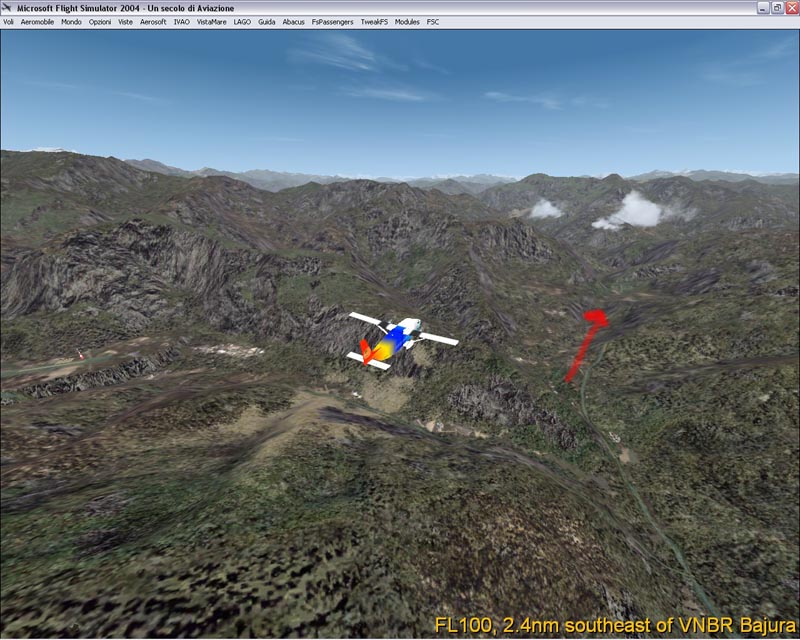 Microsoft Flight Simulator 2004 - Un secolo di Aviazione
Voli Aeromobile Mondo Opzioni Viste Aerosoft IVAO VistaMare LAGO Guida Abacus FsPassengers TweakFS Modules FSC
FL100, 2.4nm southeast of VNBR Bajura